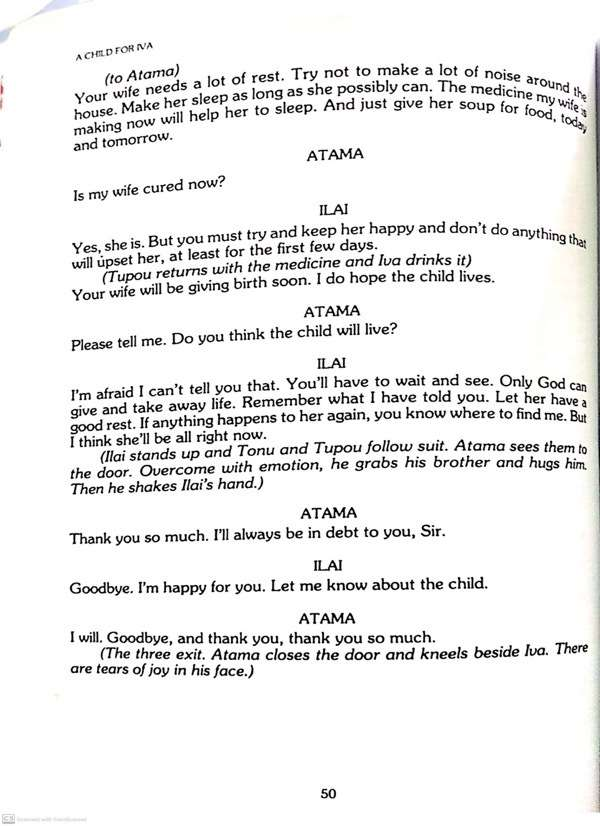 A CHILD FOR IVA
(to Atama)
Your wife needs a lot of rest. Try not to make a lot of noise around the
house. Make her sleep as long as she possibly can. The medicine my wife is
making now will help her to sleep. And just give her soup for food, today
and tomorrow.
ATAMA
Is my wife cured now?
ILAI
Yes, she is. But you must try and keep her happy and don't do anything that
will upset her, at least for the first few days.
(Tupou returns with the medicine and Iva drinks it)
Your wife will be giving birth soon. I do hope the child lives.
ATAMA
Please tell me. Do you think the child will live?
ILAI
I'm afraid I can't tell you that. You'll have to wait and see. Only God can
give and take away life. Remember what I have told you. Let her have a
good rest. If anything happens to her again, you know where to find me. But
I think she'll be all right now.
(Ilai stands up and Tonu and Tupou follow suit. Atama sees them to
the door. Overcome with emotion, he grabs his brother and hugs him.
Then he shakes Ilai's hand.)
ATAMA
Thank you so much. I'll always be in debt to you, Sir.
ILAI
Goodbye. I'm happy for you. Let me know about the child.
ATAMA
I will. Goodbye, and thank you, thank you so much.
(The three exit. Atama closes the door and kneels beside Iva. There
are tears of joy in his face.)
50
CS Scanned with CamScanner